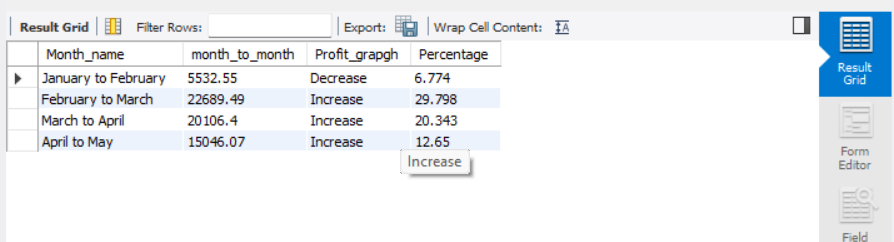 Result Grid Filter Rows: Export: Wrap Cell Content: IA
Month_name month_to_month Profit_grapgh Percentage
January to February 5532.55 Decrease 6.774
February to March 22689.49 Increase 29.798
March to April 20106.4 Increase 20.343
April to May 15046.07 Increase 12.65
Increase
Result
Grid
Form
Editor
Field